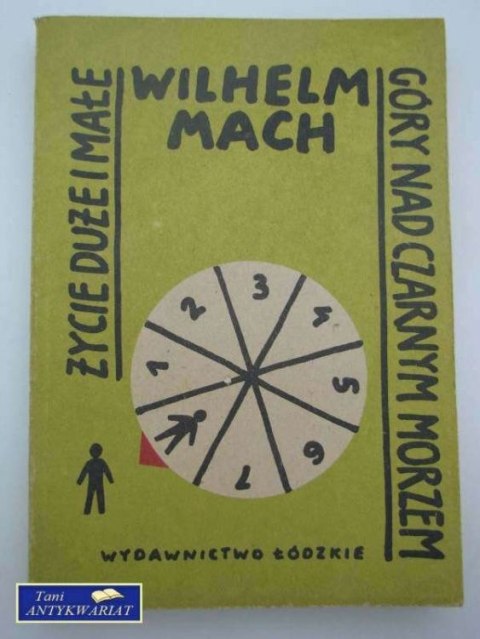 WILHELM
MACH
ŻYCIE DUŻE I MAŁE
GÓRY NAD CZARNYM MORZEM
1
2
3
4
5
6
7
WYDAWNICTWO ŁÓDZKIE
Tani
ANTYKWARIAT